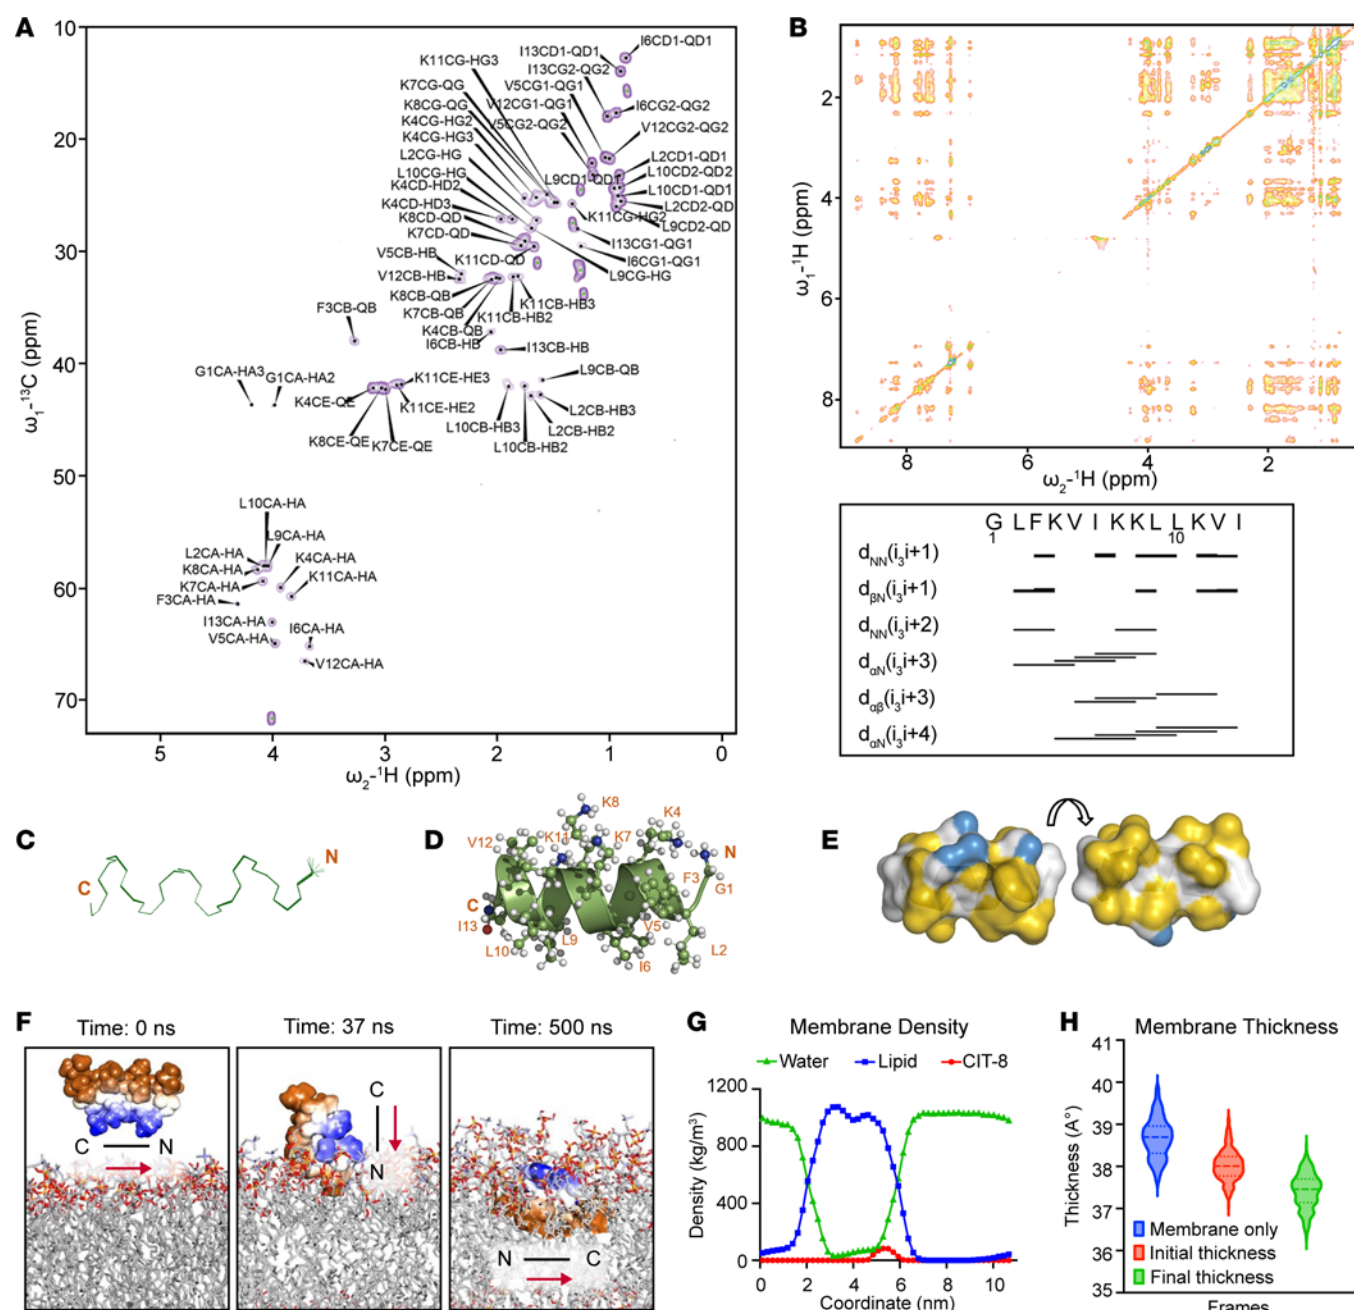 A
10
20
30
40
50
60
70
5
4
3
2
1
0
ω1-13C (ppm)
ω2-1H (ppm)
I6CD1-QD1
I13CD1-QD1
K11CG-HG3
I13CG2-QG2
K7CG-QG
V5CG1-QG1
K8CG-QG
V12CG1-QG1
I6CG2-QG2
K4CG-HG2
V5CG2-QG2
V12CG2-QG2
K4CG-HG3
L2CG-HG
L2CD1-QD1
L10CG-HG
L9CD1-QD1
L10CD2-QD2
K4CD-HD2
L10CD1-QD1
K4CD-HD3
L2CD2-QD
K8CD-QD
K11CG-HG2
L9CD2-QD
K7CD-QD
I13CG1-QG1
V5CB-HB
K11CD-QD
I6CG1-QG1
V12CB-HB
L9CG-HG
K8CB-QB
K11CB-HB3
F3CB-QB
K7CB-QB
K11CB-HB2
K4CB-QB
I6CB-HB
I13CB-HB
G1CA-HA3
G1CA-HA2
K11CE-HE3
L9CB-QB
K4CE-QE
K11CE-HE2
L2CB-HB3
K8CE-QE
K7CE-QE
L10CB-HB3
L2CB-HB2
L10CB-HB2
L10CA-HA
L9CA-HA
L2CA-HA
K4CA-HA
K8CA-HA
K11CA-HA
K7CA-HA
F3CA-HA
I13CA-HA
I6CA-HA
V5CA-HA
V12CA-HA
B
2
4
6
8
8
6
4
2
ω1-1H (ppm)
ω2-1H (ppm)
G L F K V I K K L L K V I
1 10
dNN(i,i+1)
dβN(i,i+1)
dNN(i,i+2)
dαN(i,i+3)
dαβ(i,i+3)
dαN(i,i+4)
C
C
N
D
K8
K4
V12
K11
K7
N
F3
G1
C
I13
V5
L9
L10
I6
L2
E
F
Time: 0 ns
Time: 37 ns
Time: 500 ns
C N
C
N
N C
G
Membrane Density
Water Lipid CIT-8
1200
800
400
0
0 2 4 6 8 10
Density (kg/m3)
Coordinate (nm)
H
Membrane Thickness
41
40
39
38
37
36
35
Thickness (A°)
Membrane only
Initial thickness
Final thickness
Frames